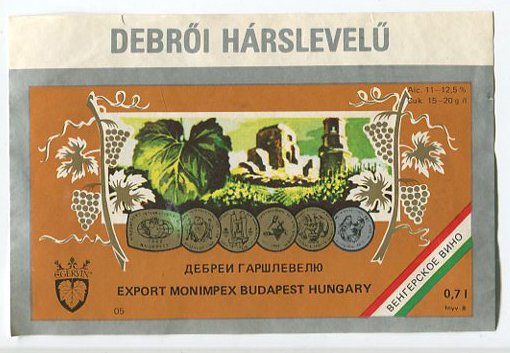 DEBRŐI HÁRSLEVELŰ
Alc. 11–12,5 %
Cuk. 15–20 g/l
ДЕБРЕИ ГАРШЛЕВЕЛЮ
EXPORT MONIMPEX BUDAPEST HUNGARY
EGERVIN
05
ВЕНГЕРСКОЕ ВИНО
0,7 l